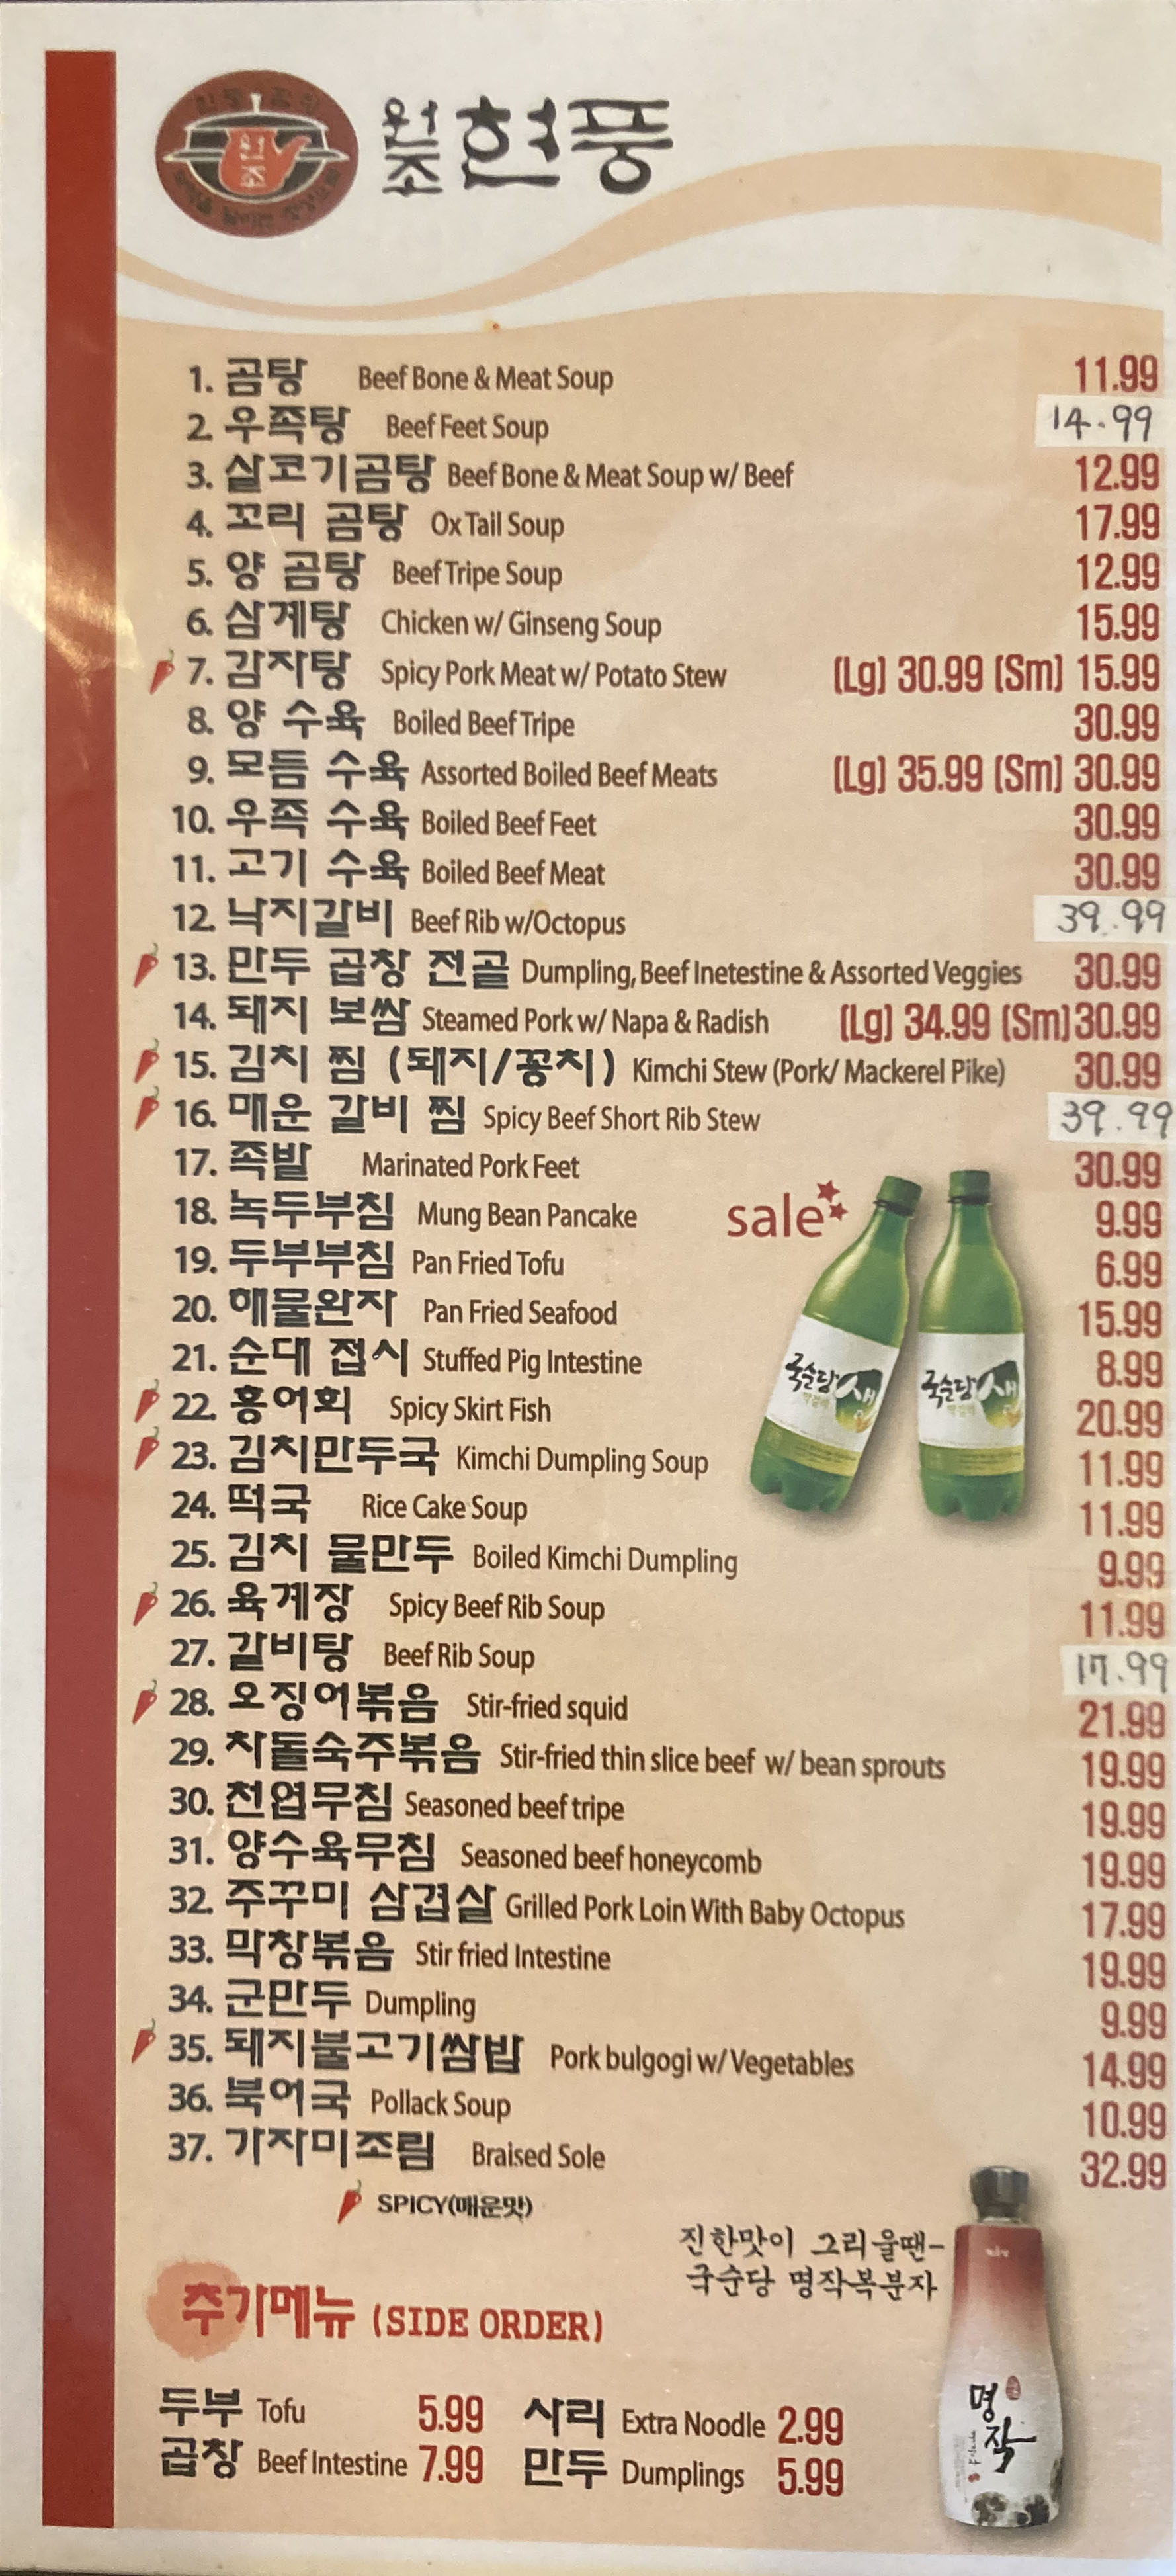 원조
원조 현풍
1. 곰탕 Beef Bone & Meat Soup 11.99
2. 우족탕 Beef Feet Soup 14.99
3. 살코기곰탕 Beef Bone & Meat Soup w/ Beef 12.99
4. 꼬리 곰탕 Ox Tail Soup 17.99
5. 양 곰탕 Beef Tripe Soup 12.99
6. 삼계탕 Chicken w/ Ginseng Soup 15.99
7. 감자탕 Spicy Pork Meat w/ Potato Stew (Lg) 30.99 (Sm) 15.99
8. 양 수육 Boiled Beef Tripe 30.99
9. 모듬 수육 Assorted Boiled Beef Meats (Lg) 35.99 (Sm) 30.99
10. 우족 수육 Boiled Beef Feet 30.99
11. 고기 수육 Boiled Beef Meat 30.99
12. 낙지갈비 Beef Rib w/Octopus 39.99
13. 만두 곱창 전골 Dumpling, Beef Inetestine & Assorted Veggies 30.99
14. 돼지 보쌈 Steamed Pork w/ Napa & Radish (Lg) 34.99 (Sm) 30.99
15. 김치 찜 (돼지/꽁치) Kimchi Stew (Pork/ Mackerel Pike) 30.99
16. 매운 갈비 찜 Spicy Beef Short Rib Stew 39.99
17. 족발 Marinated Pork Feet 30.99
18. 녹두부침 Mung Bean Pancake 9.99
sale
19. 두부부침 Pan Fried Tofu 6.99
20. 해물완자 Pan Fried Seafood 15.99
21. 순대 접시 Stuffed Pig Intestine 8.99
국순당 국순당
22. 홍어회 Spicy Skirt Fish 20.99
23. 김치만두국 Kimchi Dumpling Soup 11.99
24. 떡국 Rice Cake Soup 11.99
25. 김치 물만두 Boiled Kimchi Dumpling 9.99
26. 육계장 Spicy Beef Rib Soup 11.99
27. 갈비탕 Beef Rib Soup 17.99
28. 오징어볶음 Stir-fried squid 21.99
29. 차돌숙주볶음 Stir-fried thin slice beef w/ bean sprouts 19.99
30. 천엽무침 Seasoned beef tripe 19.99
31. 양수육무침 Seasoned beef honeycomb 19.99
32. 주꾸미 삼겹살 Grilled Pork Loin With Baby Octopus 17.99
33. 막창볶음 Stir fried Intestine 19.99
34. 군만두 Dumpling 9.99
35. 돼지불고기쌈밥 Pork bulgogi w/ Vegetables 14.99
36. 북어국 Pollack Soup 10.99
37. 가자미조림 Braised Sole 32.99
SPICY(매운맛)
진한맛이 그리울땐-
국순당 명작복분자
추가메뉴 (SIDE ORDER)
두부 Tofu 5.99 사리 Extra Noodle 2.99
곱창 Beef Intestine 7.99 만두 Dumplings 5.99
명작